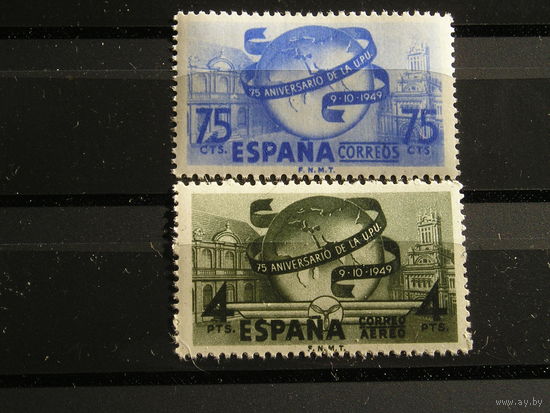 75 ANIVERSARIO DE LA U.P.U.
9-10-1949
75 CTS. 75 CTS.
ESPAÑA CORREOS
F.N.M.T.
75 ANIVERSARIO DE LA U.P.U.
9-10-1949
4 PTS. 4 PTS.
ESPAÑA CORREO AEREO
F.N.M.T.
www.ay.by